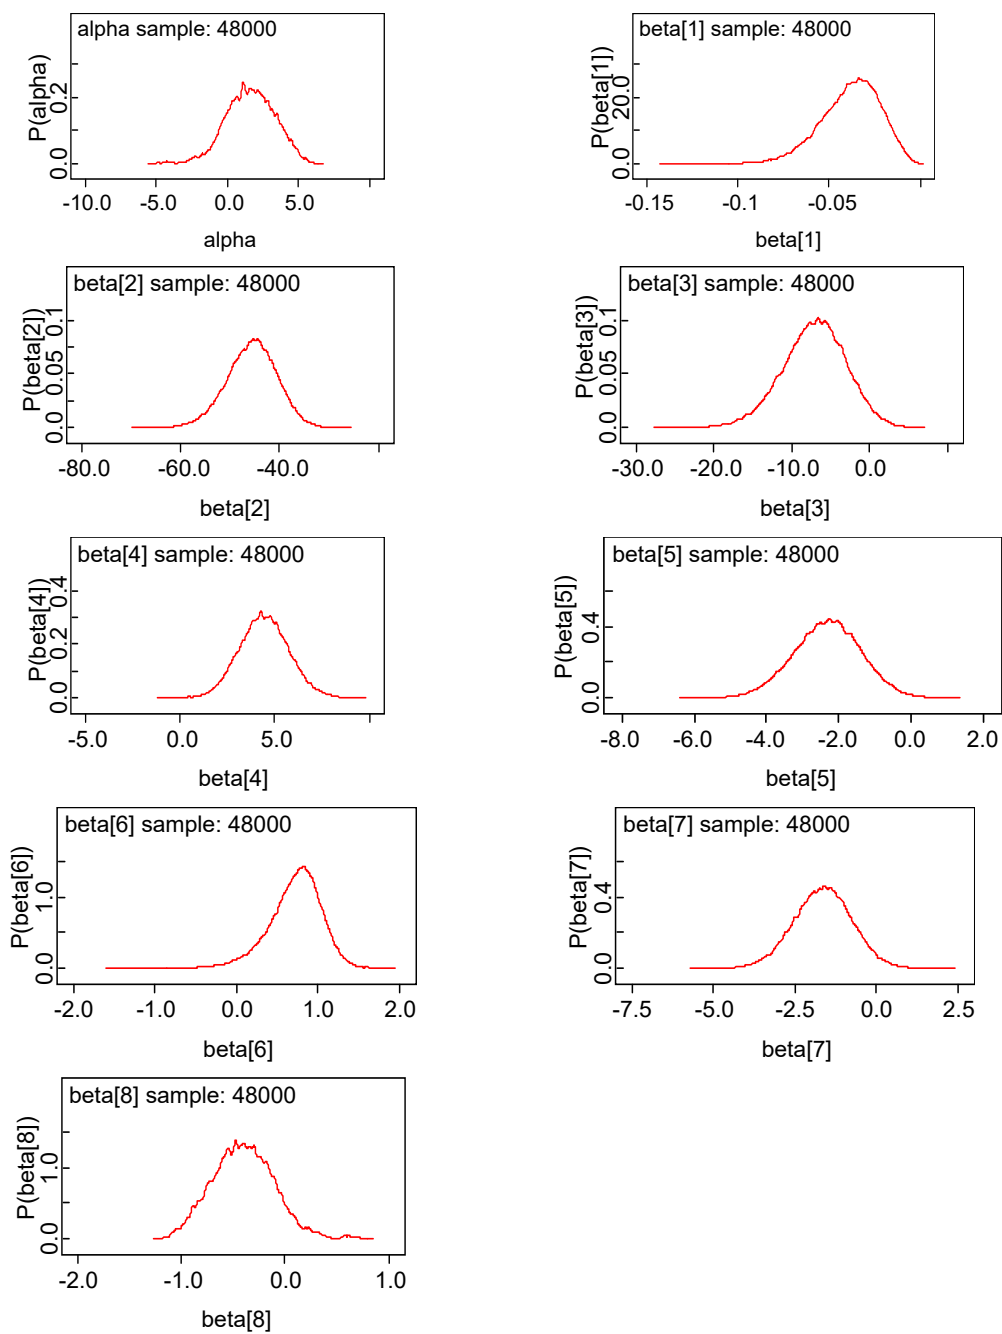 alpha sample: 48000
P(alpha)
0.2
0.0
-10.0 -5.0 0.0 5.0
alpha
beta[1] sample: 48000
P(beta[1])
20.0
0.0
-0.15 -0.1 -0.05
beta[1]
beta[2] sample: 48000
P(beta[2])
0.1
0.05
0.0
-80.0 -60.0 -40.0
beta[2]
beta[3] sample: 48000
P(beta[3])
0.1
0.05
0.0
-30.0 -20.0 -10.0 0.0
beta[3]
beta[4] sample: 48000
P(beta[4])
0.4
0.2
0.0
-5.0 0.0 5.0
beta[4]
beta[5] sample: 48000
P(beta[5])
0.4
0.0
-8.0 -6.0 -4.0 -2.0 0.0 2.0
beta[5]
beta[6] sample: 48000
P(beta[6])
1.0
0.0
-2.0 -1.0 0.0 1.0 2.0
beta[6]
beta[7] sample: 48000
P(beta[7])
0.4
0.0
-7.5 -5.0 -2.5 0.0 2.5
beta[7]
beta[8] sample: 48000
P(beta[8])
1.0
0.0
-2.0 -1.0 0.0 1.0
beta[8]